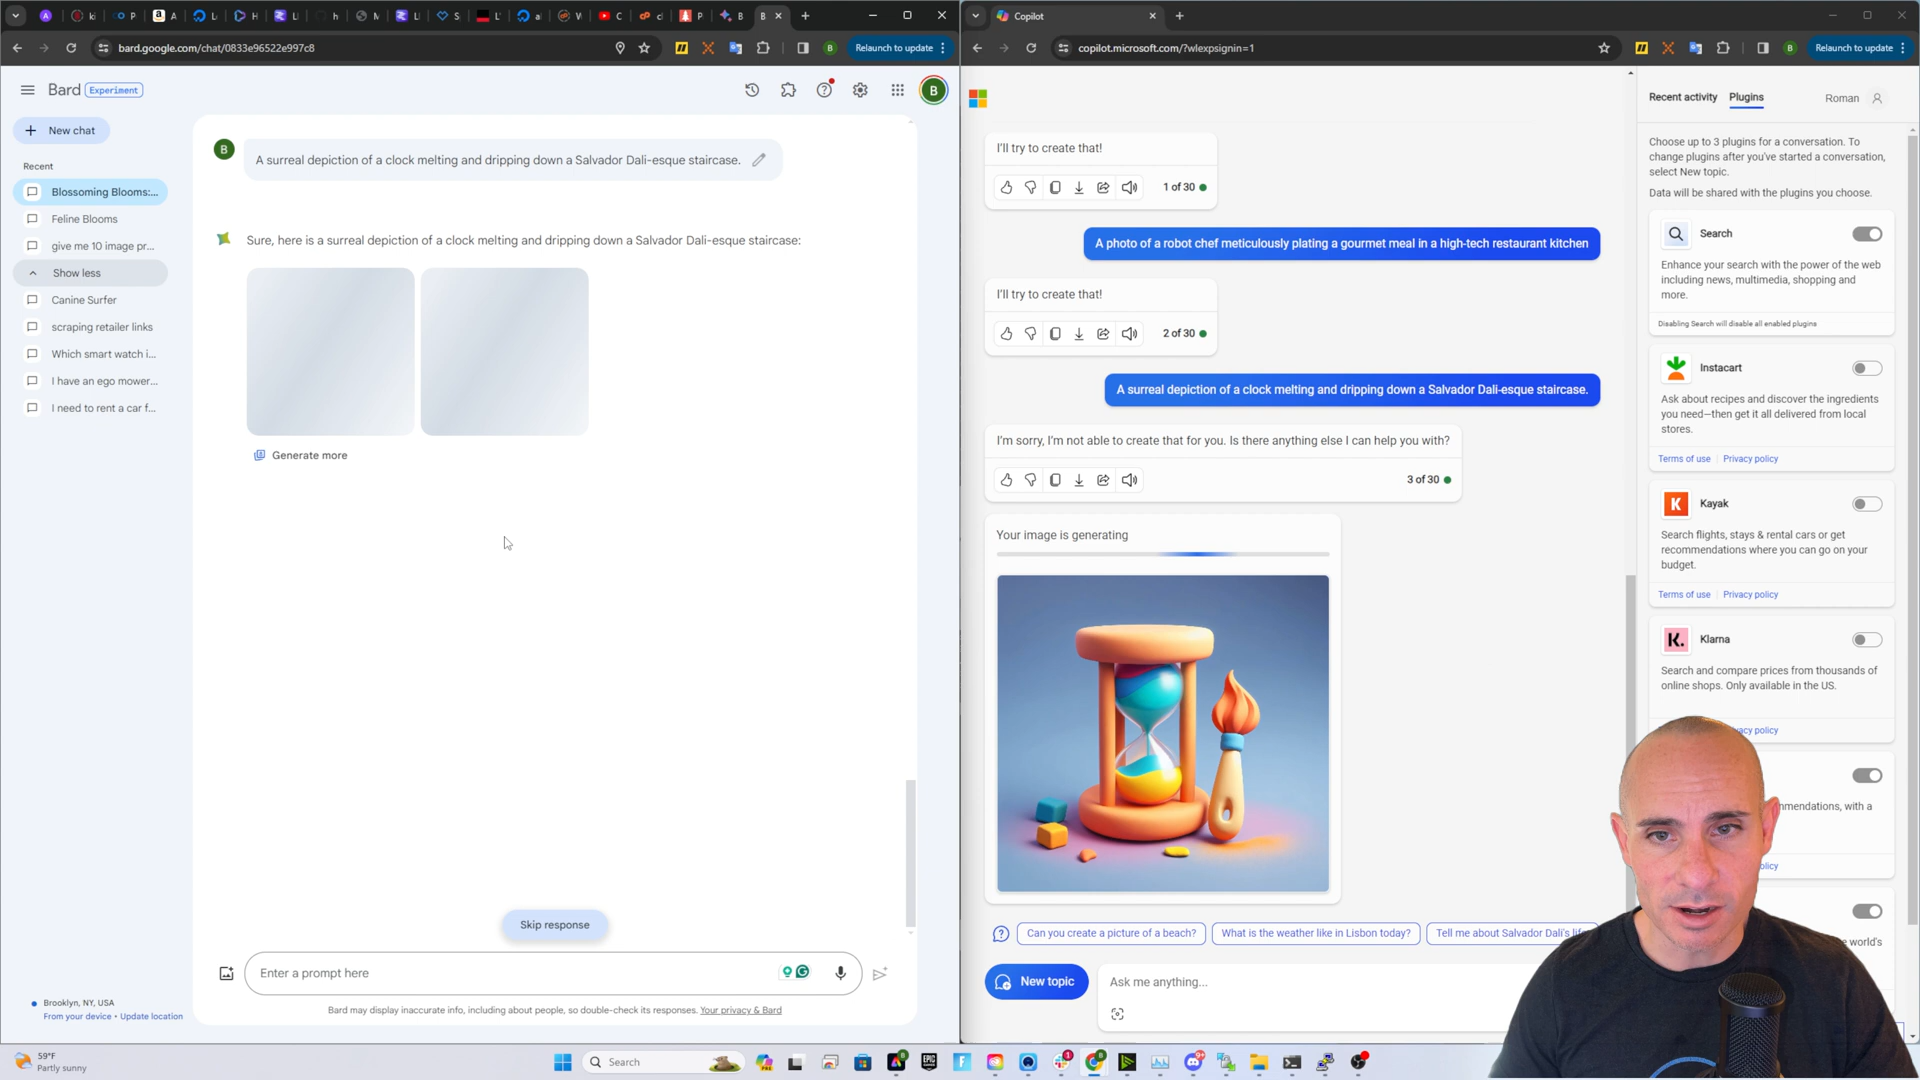 bard.google.com/chat/0833e96522e997c8
Relaunch to update
Bard
Experiment
New chat
Recent
Blossoming Blooms:...
Feline Blooms
give me 10 image pr...
Show less
Canine Surfer
scraping retailer links
Which smart watch i...
I have an ego mower...
I need to rent a car f...
Brooklyn, NY, USA
From your device • Update location
B
B
A surreal depiction of a clock melting and dripping down a Salvador Dali-esque staircase.
Sure, here is a surreal depiction of a clock melting and dripping down a Salvador Dali-esque staircase:
Generate more
Skip response
Enter a prompt here
Bard may display inaccurate info, including about people, so double-check its responses. Your privacy & Bard
Copilot
copilot.microsoft.com/?wlexpsignin=1
Relaunch to update
I'll try to create that!
1 of 30
A photo of a robot chef meticulously plating a gourmet meal in a high-tech restaurant kitchen
I'll try to create that!
2 of 30
A surreal depiction of a clock melting and dripping down a Salvador Dali-esque staircase.
I'm sorry, I'm not able to create that for you. Is there anything else I can help you with?
3 of 30
Your image is generating
Can you create a picture of a beach?
What is the weather like in Lisbon today?
Tell me about Salvador Dali's life
New topic
Ask me anything...
Recent activity
Plugins
Roman
Choose up to 3 plugins for a conversation. To
change plugins after you've started a conversation,
select New topic.
Data will be shared with the plugins you choose.
Search
Enhance your search with the power of the web
including news, multimedia, shopping and
more.
Disabling Search will disable all enabled plugins
Instacart
Ask about recipes and discover the ingredients
you need—then get it all delivered from local
stores.
Terms of use | Privacy policy
K
Kayak
Search flights, stays & rental cars or get
recommendations where you can go on your
budget.
Terms of use | Privacy policy
K.
Klarna
Search and compare prices from thousands of
online shops. Only available in the US.
policy
mmendations, with a
policy
world's
59°F
Partly sunny
Search